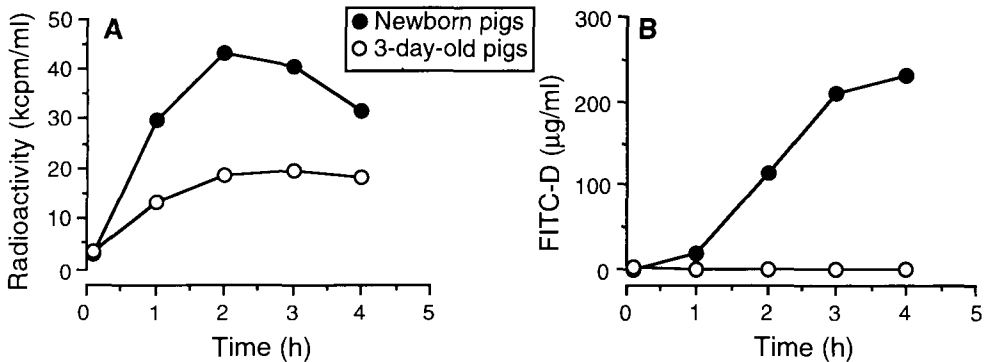 A
Newborn pigs
3-day-old pigs
Radioactivity (kcpm/ml)
50
40
30
20
10
0
0 1 2 3 4 5
Time (h)
B
FITC-D (μg/ml)
300
200
100
0
0 1 2 3 4 5
Time (h)